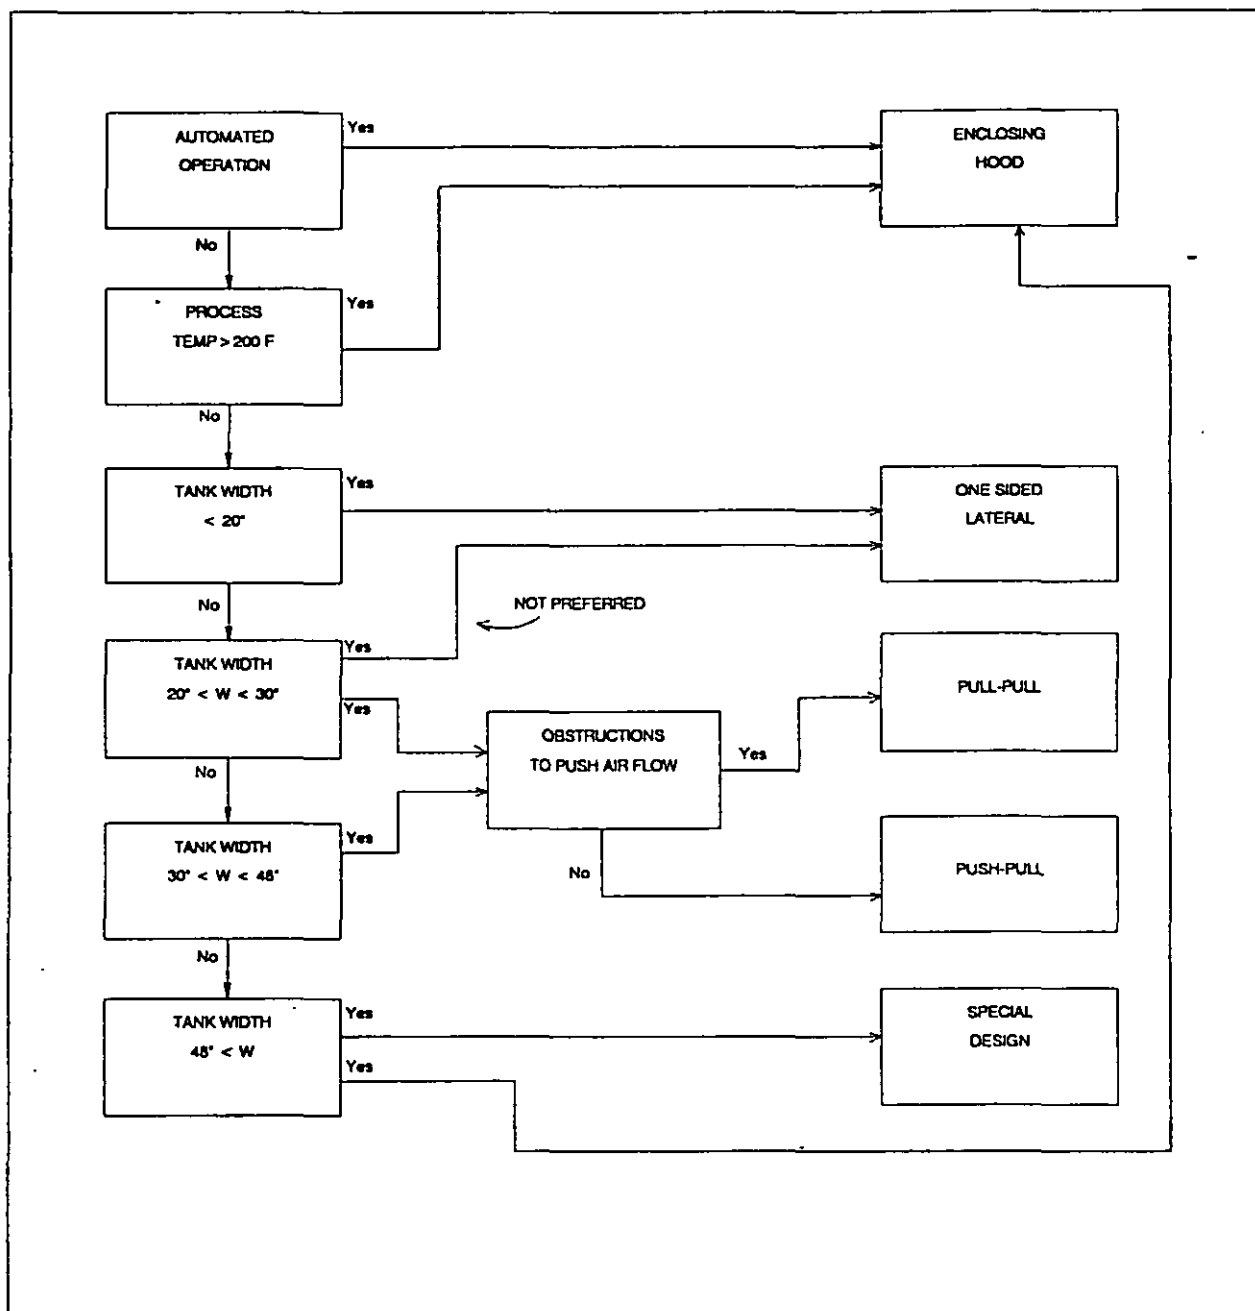 AUTOMATED
OPERATION
Yes
ENCLOSING
HOOD
No
PROCESS
TEMP > 200 F
Yes
No
TANK WIDTH
< 20"
Yes
ONE SIDED
LATERAL
No
NOT PREFERRED
TANK WIDTH
20" < W < 30"
Yes
Yes
PULL-PULL
OBSTRUCTIONS
TO PUSH AIR FLOW
Yes
No
TANK WIDTH
30" < W < 48"
Yes
No
PUSH-PULL
No
TANK WIDTH
48" < W
Yes
Yes
SPECIAL
DESIGN